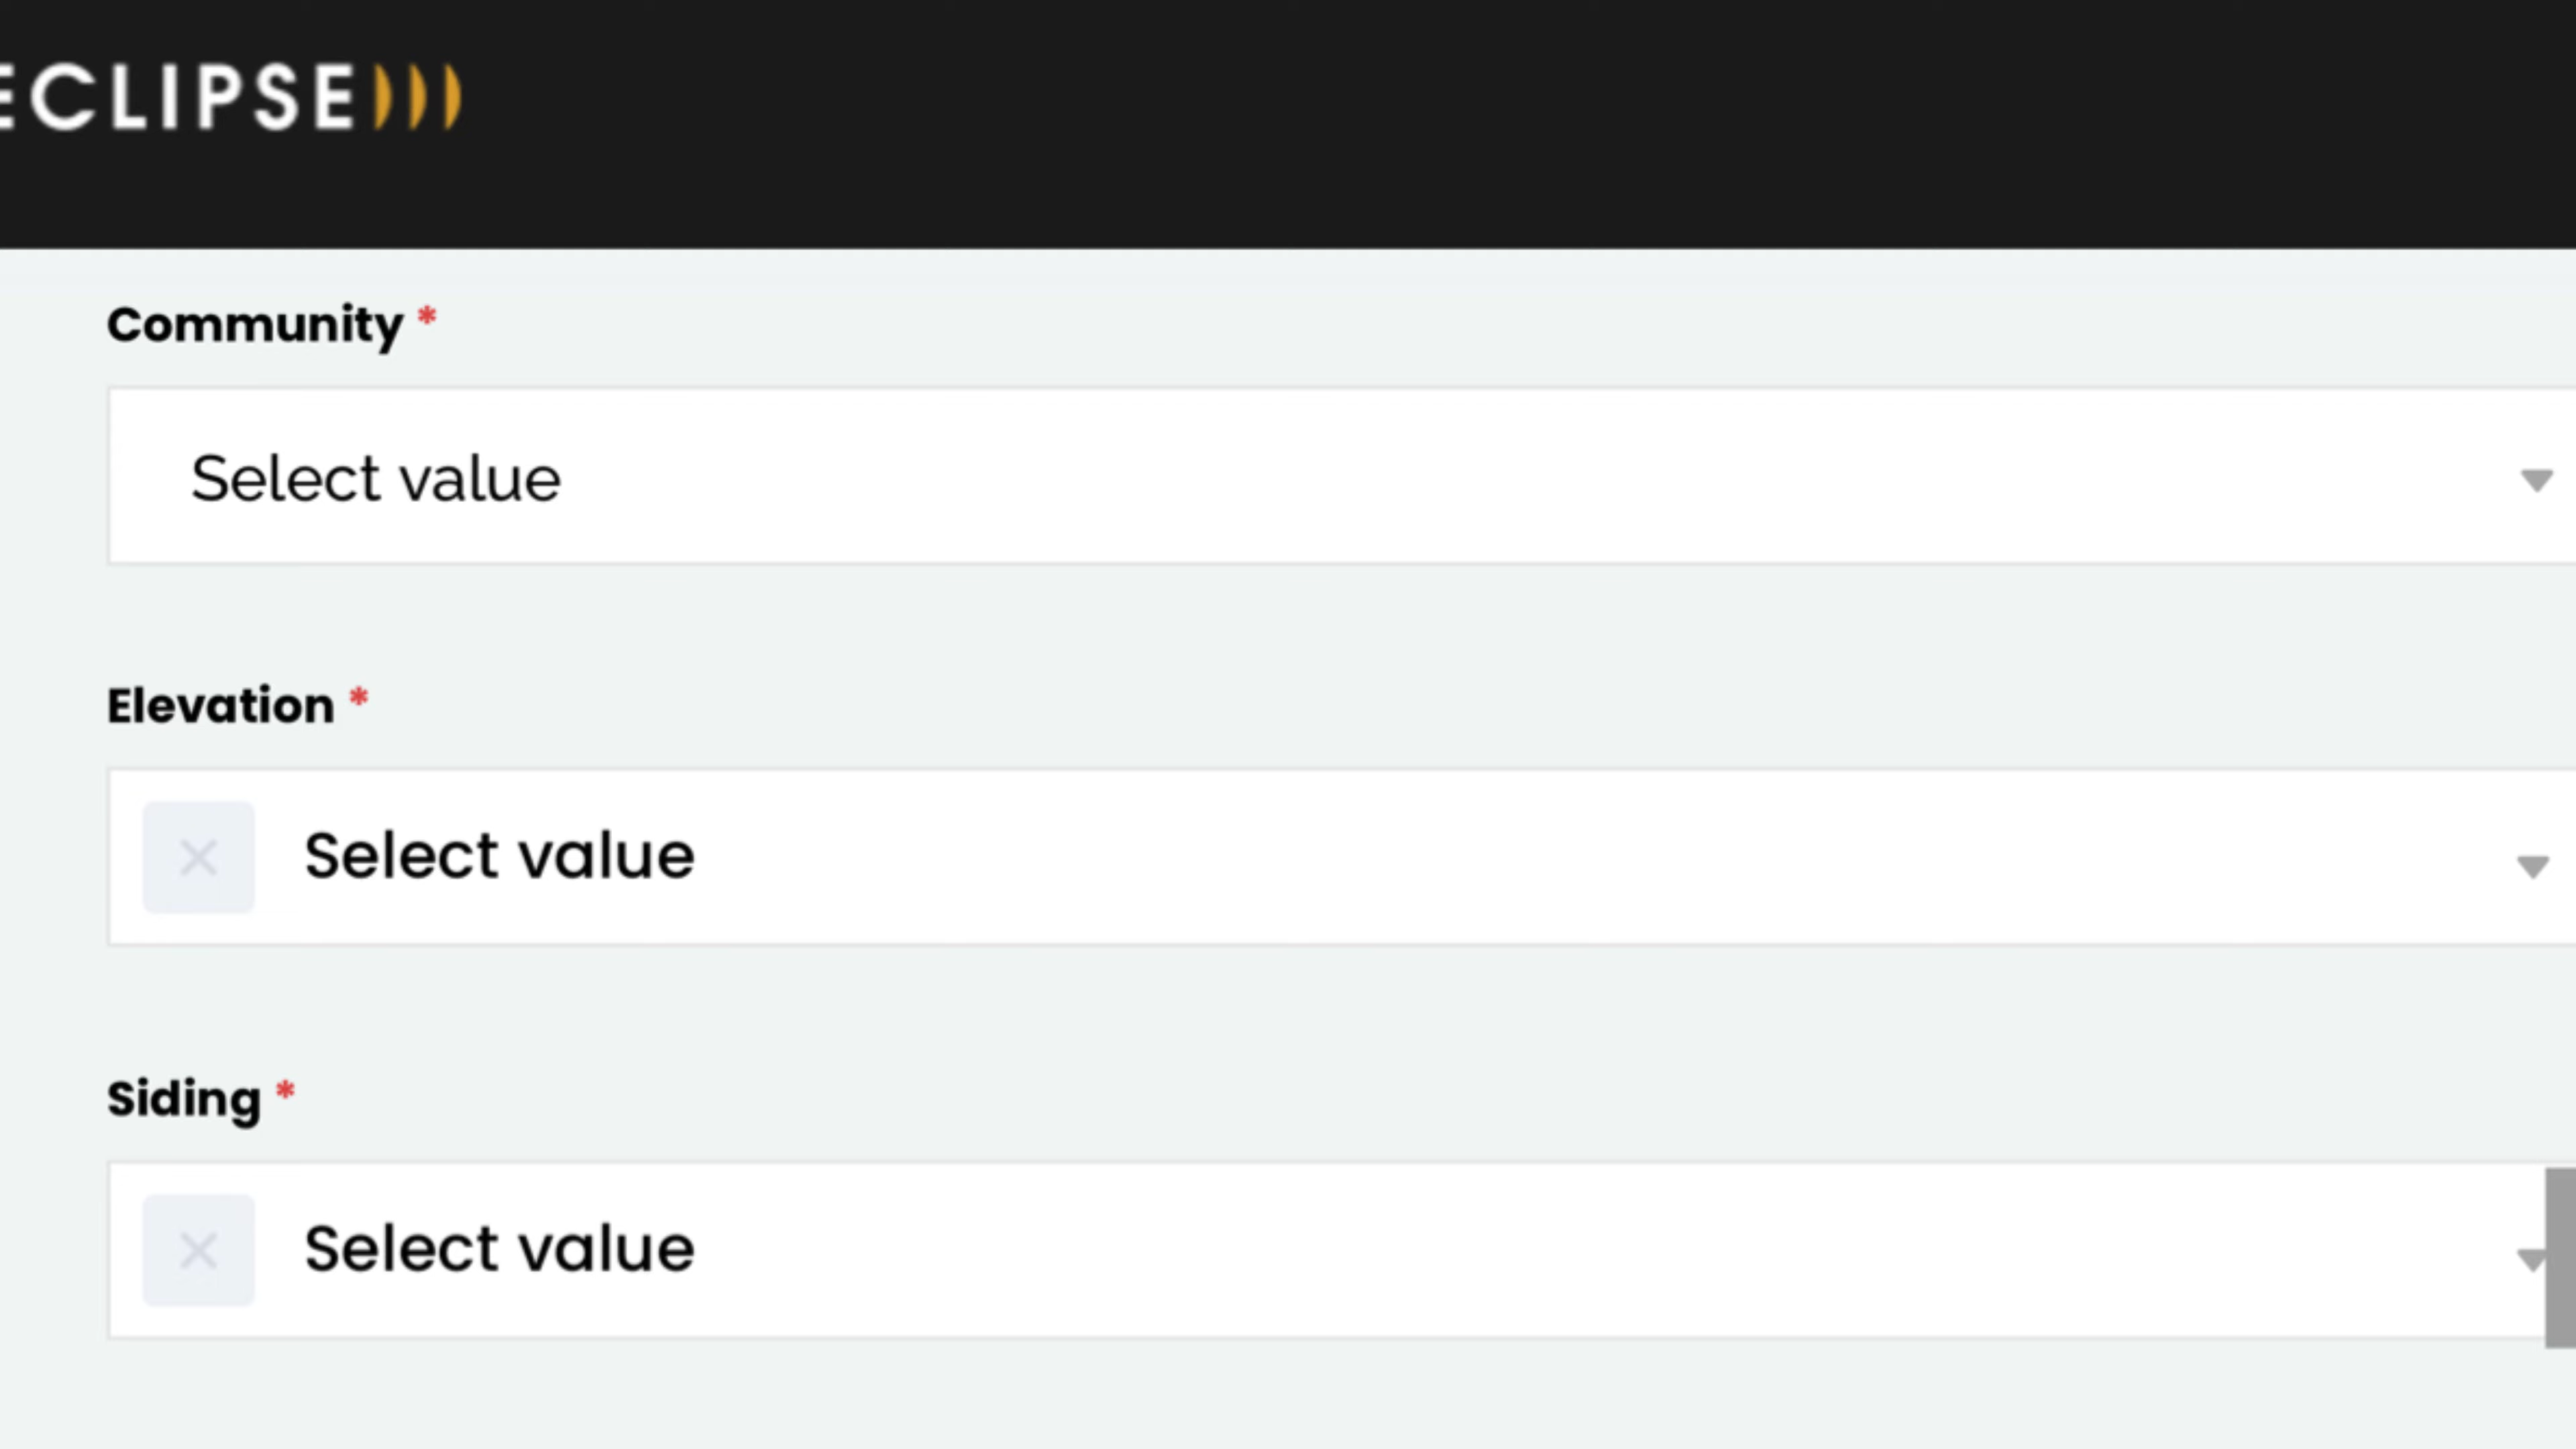 ECLIPSE
Community *
Select value
Elevation *
Select value
Siding *
Select value